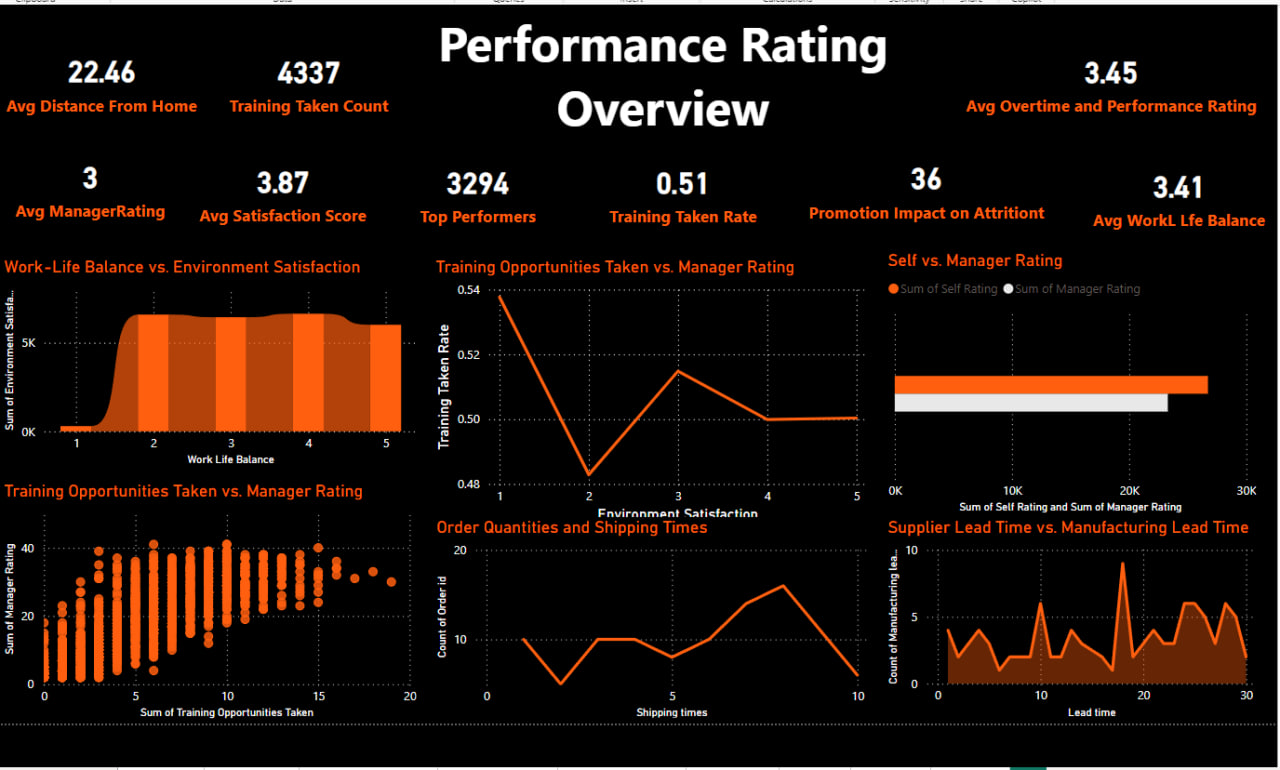 Performance Rating
Overview
22.46
Avg Distance From Home
4337
Training Taken Count
3.45
Avg Overtime and Performance Rating
3
Avg ManagerRating
3.87
Avg Satisfaction Score
3294
Top Performers
0.51
Training Taken Rate
36
Promotion Impact on Attritiont
3.41
Avg WorkL Lfe Balance
Work-Life Balance vs. Environment Satisfaction
Sum of Environment Satisfa...
5K
0K
1 2 3 4 5
Work Life Balance
Training Opportunities Taken vs. Manager Rating
Training Taken Rate
0.54
0.52
0.50
0.48
1 2 3 4 5
Environment Satisfaction
Self vs. Manager Rating
Sum of Self Rating Sum of Manager Rating
0K 10K 20K 30K
Sum of Self Rating and Sum of Manager Rating
Training Opportunities Taken vs. Manager Rating
Sum of Manager Rating
40
20
0
0 5 10 15 20
Sum of Training Opportunities Taken
Order Quantities and Shipping Times
Count of Order id
20
10
0 5 10
Shipping times
Supplier Lead Time vs. Manufacturing Lead Time
Count of Manufacturing lea...
10
5
0
0 10 20 30
Lead time